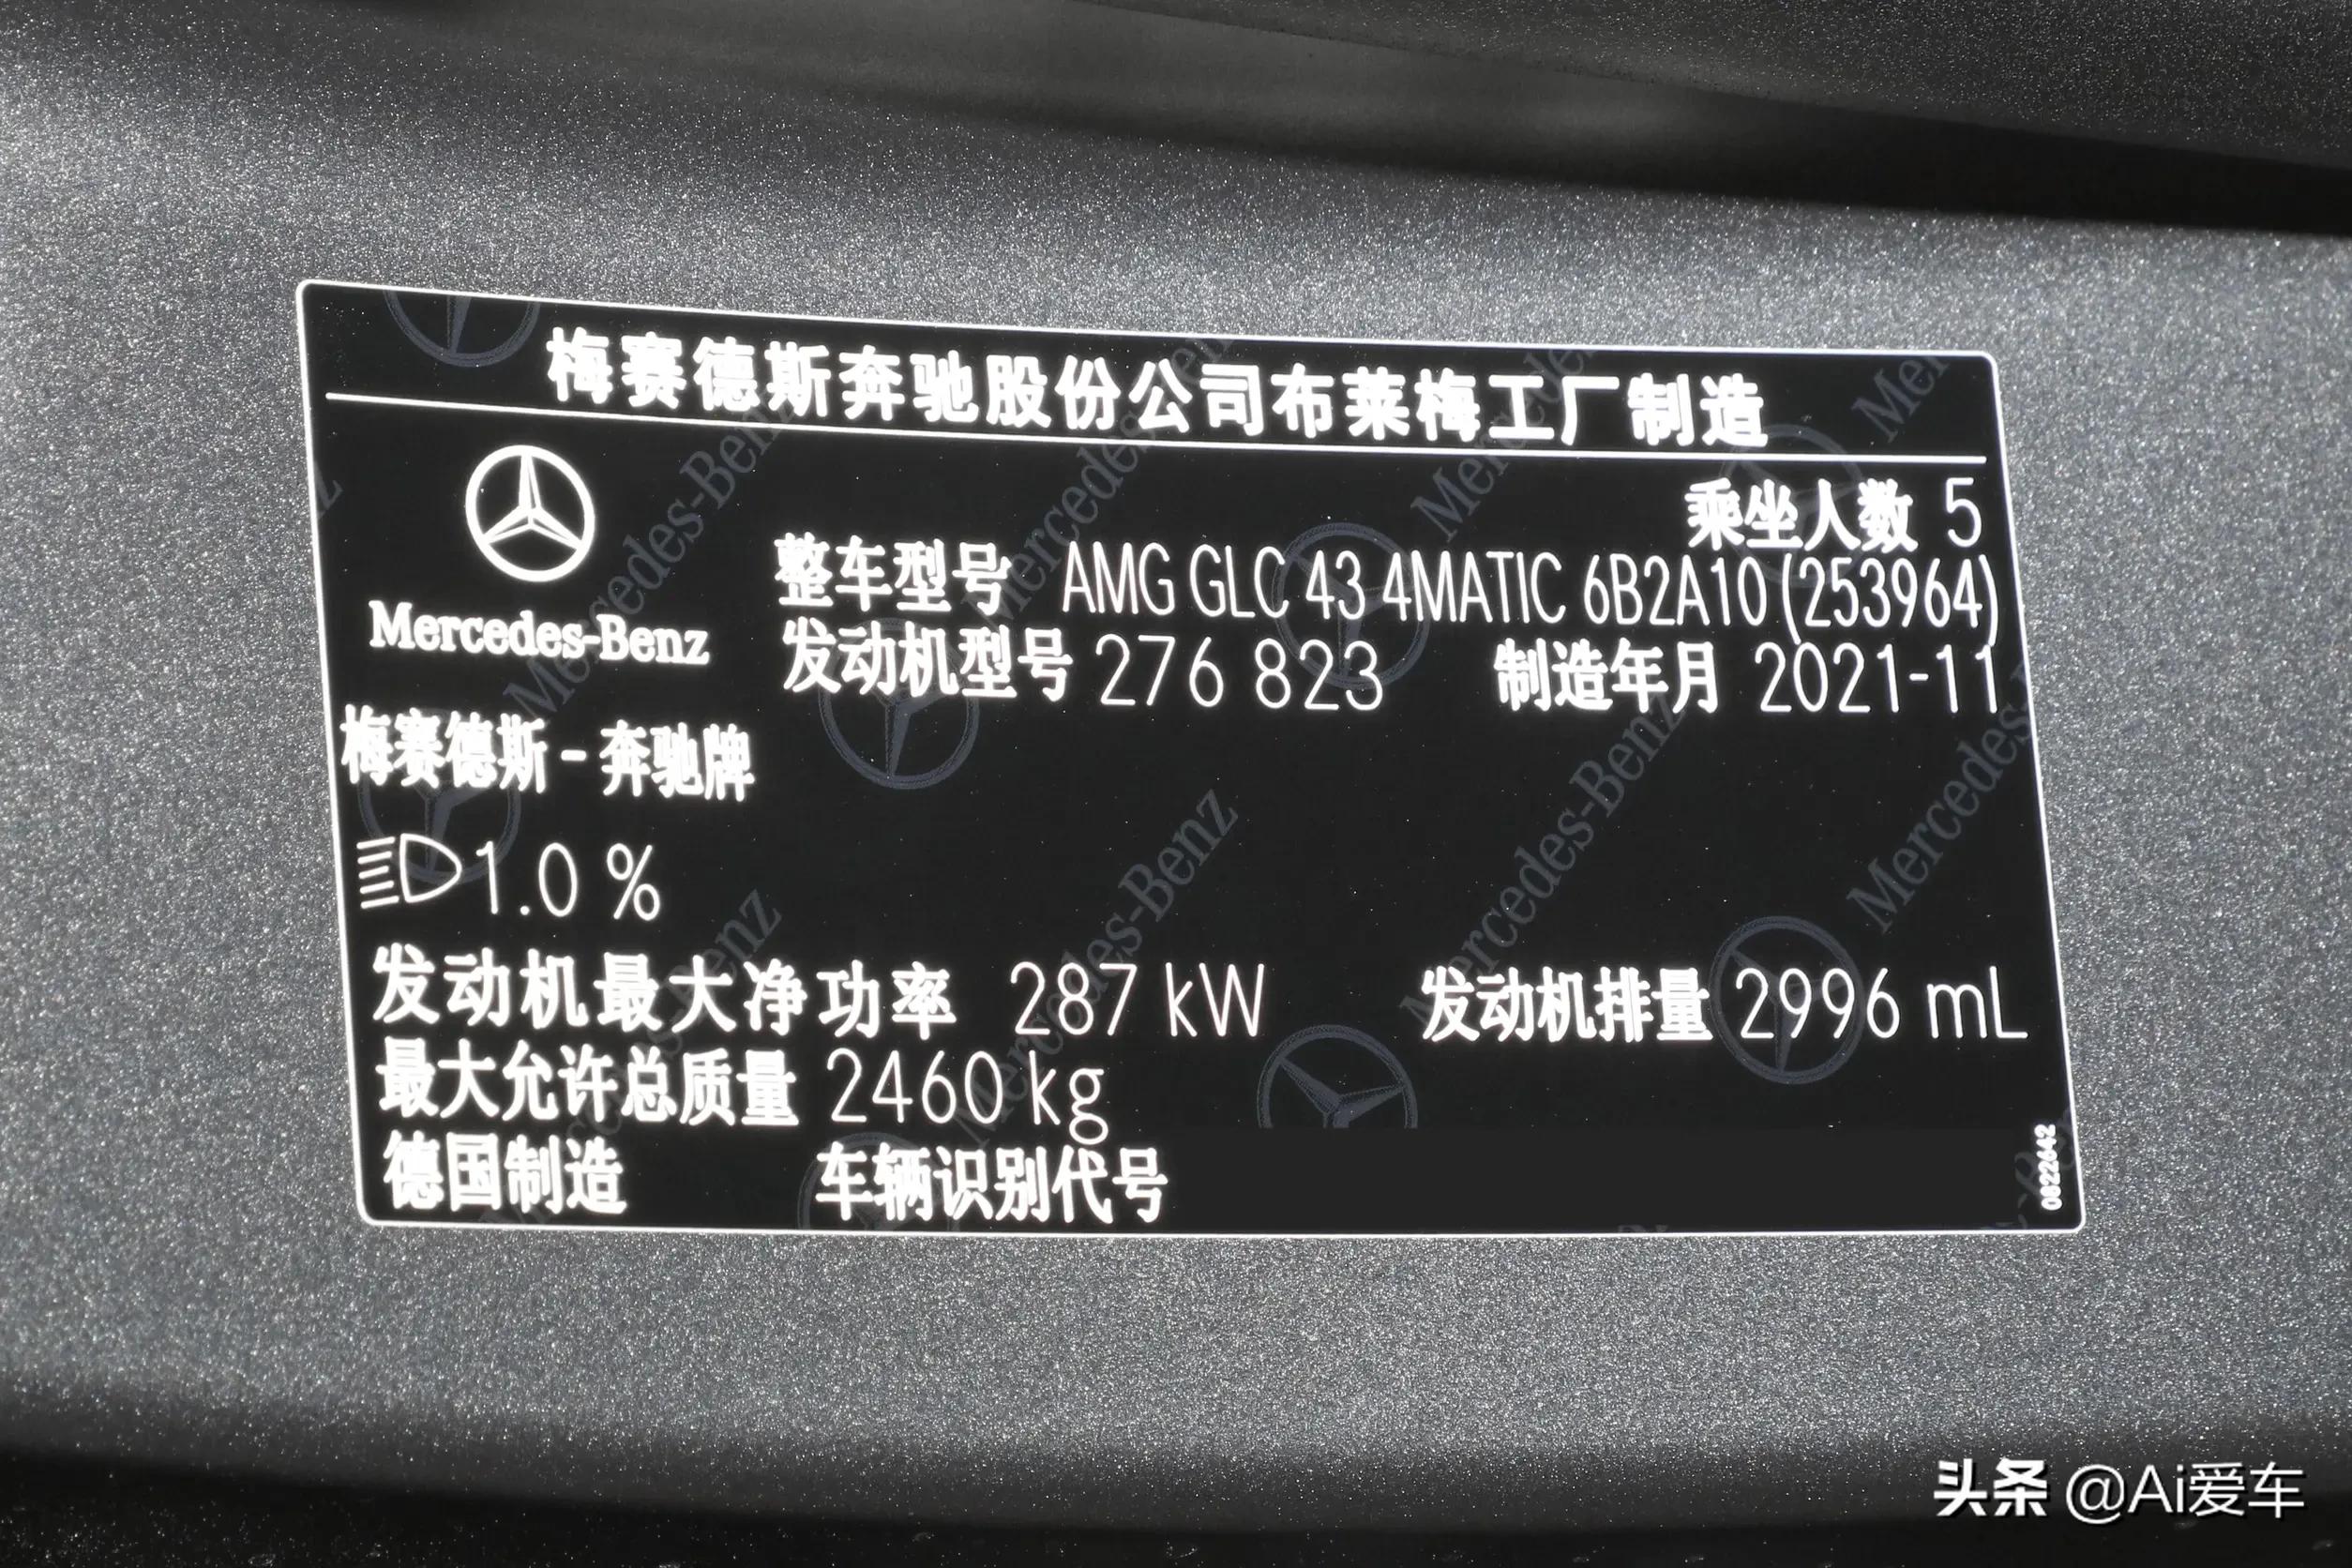 梅赛德斯奔驰股份公司布莱梅工厂制造
乘坐人数 5
Mercedes-Benz
整车型号 AMG GLC 43 4MATIC 6B2A10 (253964)
发动机型号 276 823 制造年月 2021-11
梅赛德斯-奔驰牌
1.0 %
发动机最大净功率 287 kW 发动机排量 2996 mL
最大允许总质量 2460 kg
德国制造 车辆识别代号
0822642
头条 @Ai爱车